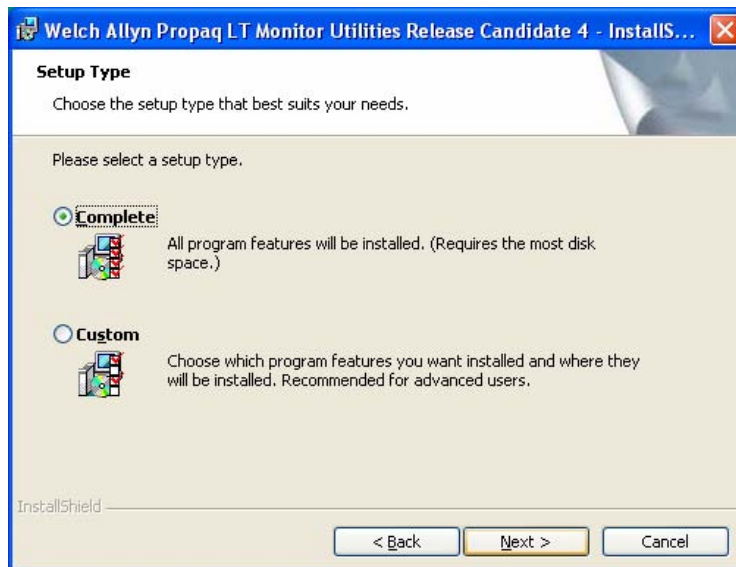 Welch Allyn Propaq LT Monitor Utilities Release Candidate 4 - InstallS...
Setup Type
Choose the setup type that best suits your needs.
Please select a setup type.
Complete
All program features will be installed. (Requires the most disk
space.)
Custom
Choose which program features you want installed and where they
will be installed. Recommended for advanced users.
InstallShield
< Back
Next >
Cancel